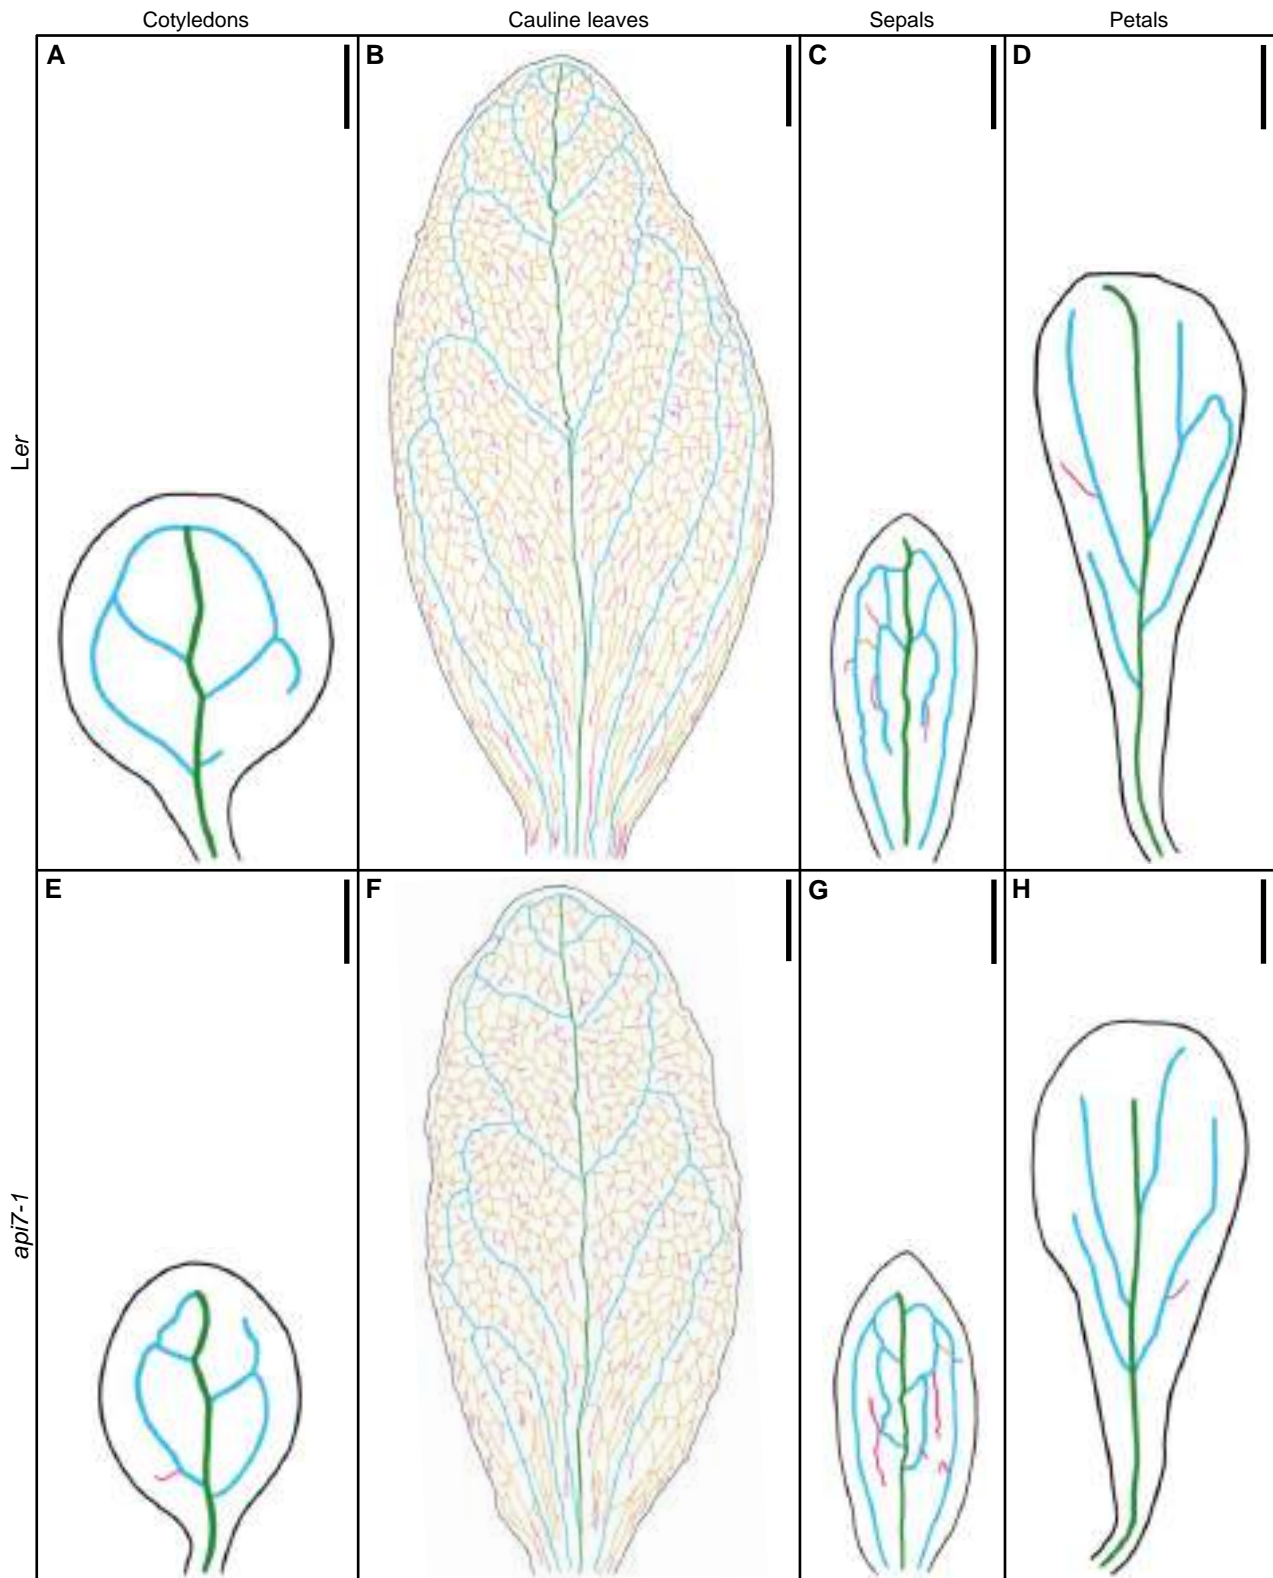 Cotyledons Cauline leaves Sepals Petals
A B C D
Ler
E F G H
api7-1